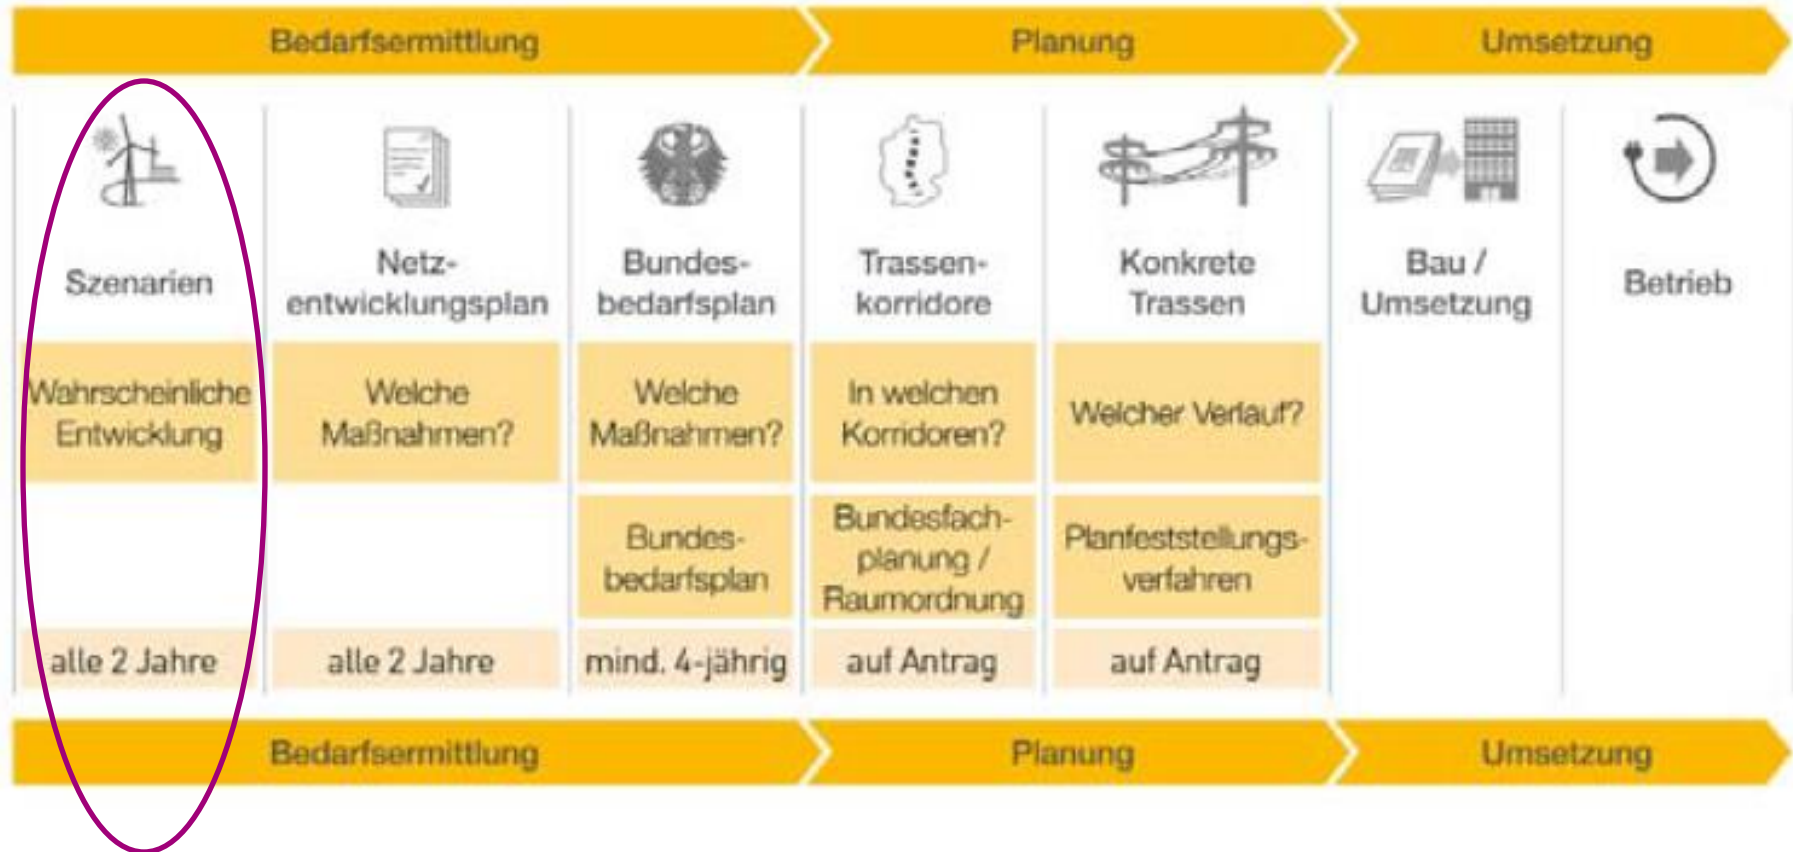 Bedarfsermittlung
Planung
Umsetzung
Szenarien
Netz-
entwicklungsplan
Bundes-
bedarfsplan
Trassen-
korridore
Konkrete
Trassen
Bau /
Umsetzung
Betrieb
Wahrscheinliche
Entwicklung
Welche
Maßnahmen?
Welche
Maßnahmen?
In welchen
Korridoren?
Welcher Verlauf?
Bundes-
bedarfsplan
Bundesfach-
planung /
Raumordnung
Planfeststellungs-
verfahren
alle 2 Jahre
alle 2 Jahre
mind. 4-jährig
auf Antrag
auf Antrag
Bedarfsermittlung
Planung
Umsetzung